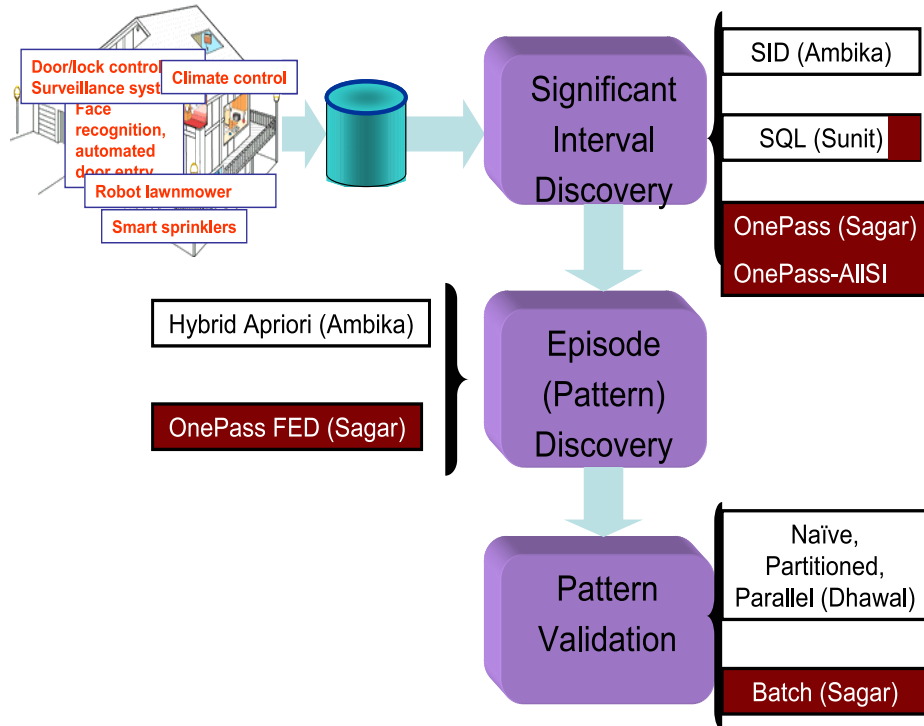 Door/lock control
Surveillance syst
Climate control
Face
recognition,
automated
door entry
Robot lawnmower
Smart sprinklers
Significant
Interval
Discovery
SID (Ambika)
SQL (Sunit)
OnePass (Sagar)
OnePass-AllSI
Hybrid Apriori (Ambika)
OnePass FED (Sagar)
Episode
(Pattern)
Discovery
Pattern
Validation
Naïve,
Partitioned,
Parallel (Dhawal)
Batch (Sagar)